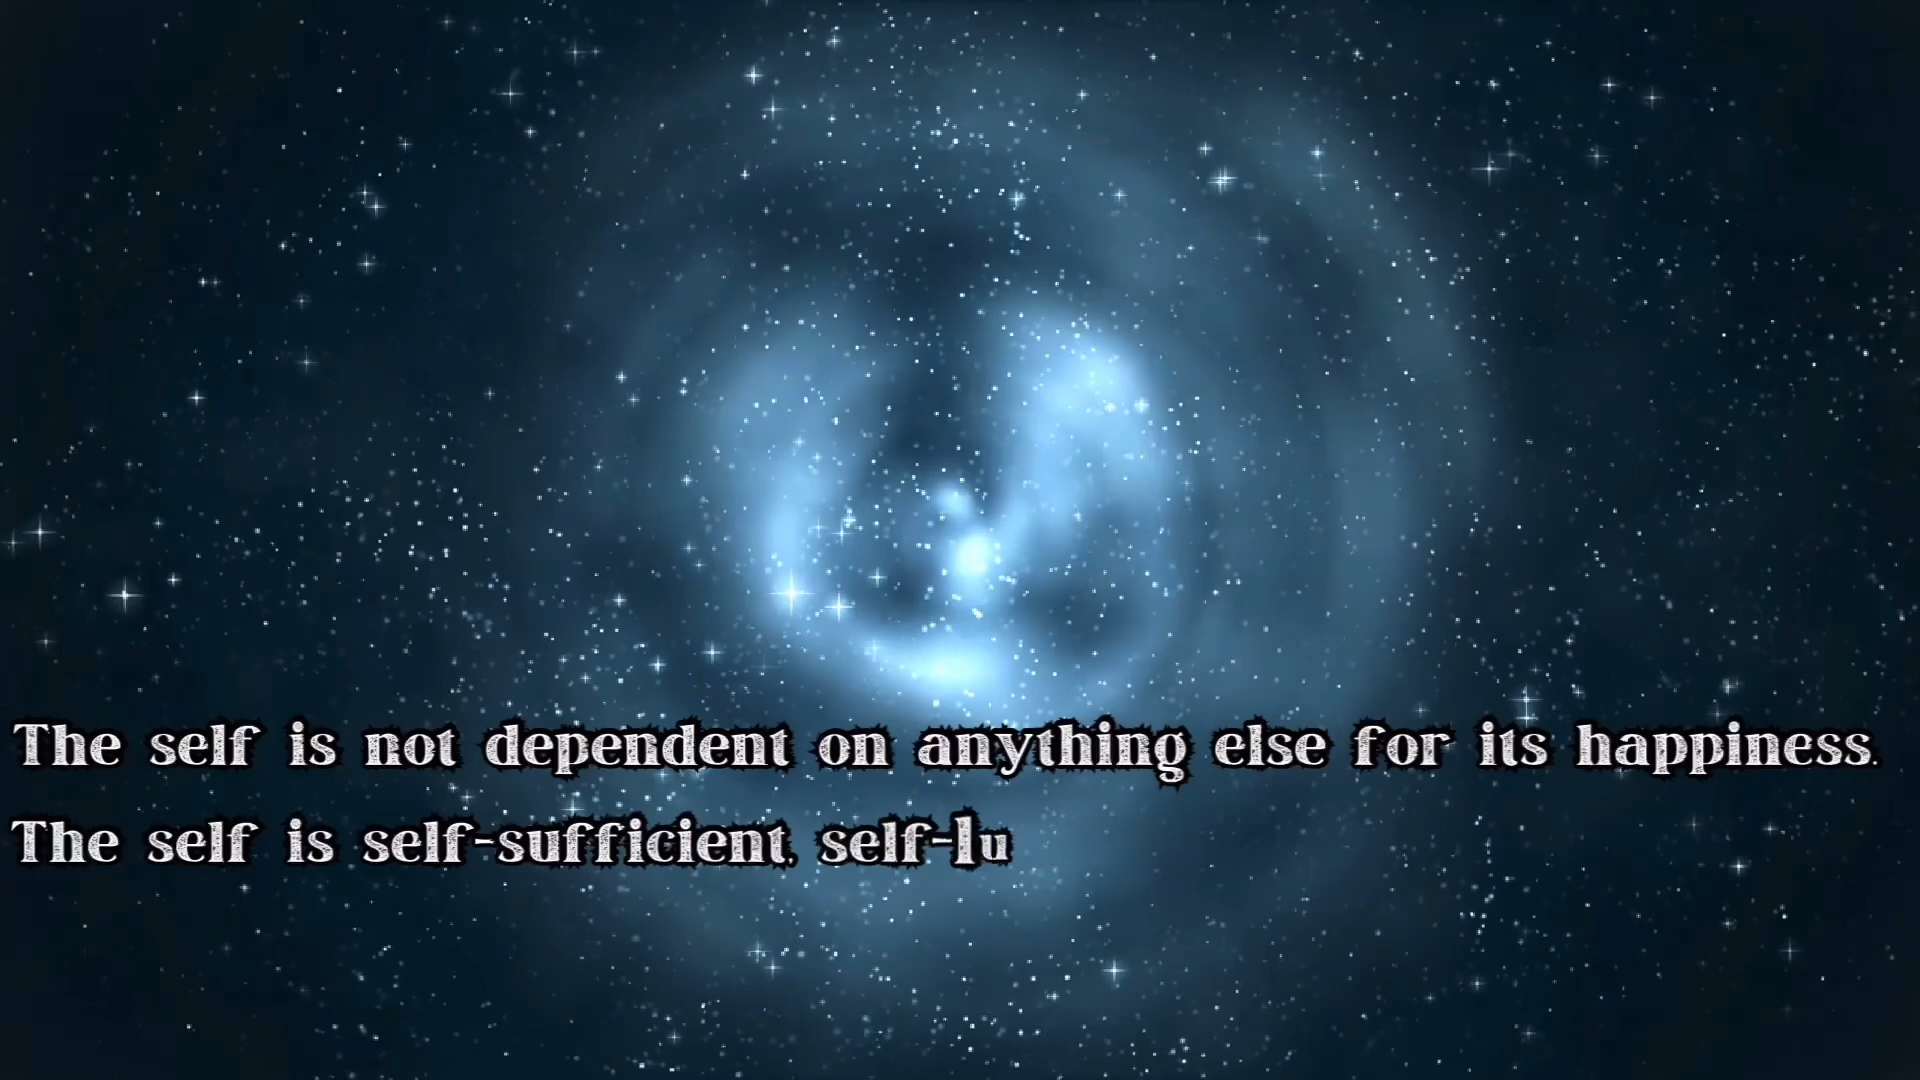 The self is not dependent on anything else for its happiness.
The self is self-sufficient, self-lu